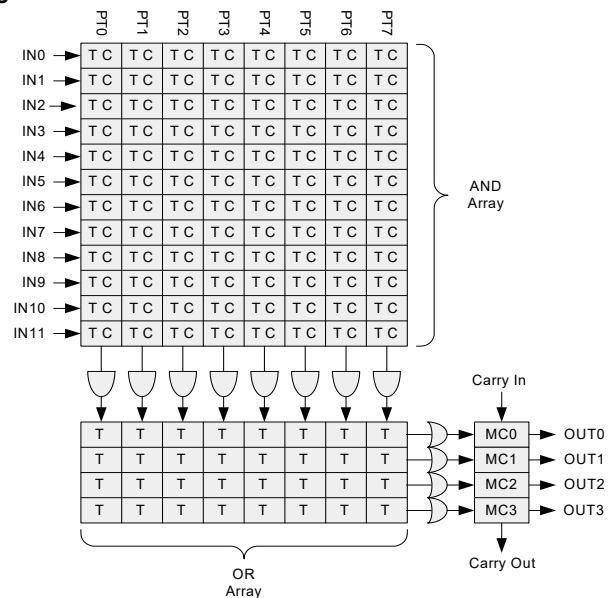 PT0 PT1 PT2 PT3 PT4 PT5 PT6 PT7
IN0 T C T C T C T C T C T C T C T C
IN1 T C T C T C T C T C T C T C T C
IN2 T C T C T C T C T C T C T C T C
IN3 T C T C T C T C T C T C T C T C
IN4 T C T C T C T C T C T C T C T C
IN5 T C T C T C T C T C T C T C T C
IN6 T C T C T C T C T C T C T C T C
IN7 T C T C T C T C T C T C T C T C
IN8 T C T C T C T C T C T C T C T C
IN9 T C T C T C T C T C T C T C T C
IN10 T C T C T C T C T C T C T C T C
IN11 T C T C T C T C T C T C T C T C
AND
Array
Carry In
T T T T T T T T MC0 OUT0
T T T T T T T T MC1 OUT1
T T T T T T T T MC2 OUT2
T T T T T T T T MC3 OUT3
Carry Out
OR
Array